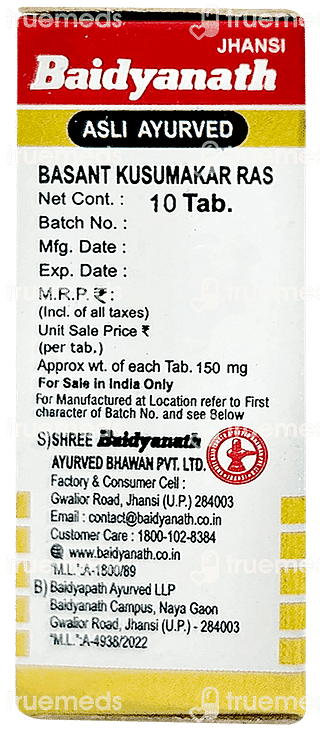 JHANSI
Baidyanath
ASLI AYURVED
BASANT KUSUMAKAR RAS
Net Cont. : 10 Tab.
Batch No. :
Mfg. Date :
Exp. Date :
M.R.P. ₹ :
(Incl. of all taxes)
Unit Sale Price ₹
(per tab.)
Approx wt. of each Tab. 150 mg
For Sale in India Only
For Manufactured at Location refer to First
character of Batch No. and see Below
S) SHREE Baidyanath
AYURVED BHAWAN PVT. LTD.
Factory & Consumer Cell :
Gwalior Road, Jhansi (U.P.) 284003
Email : contact@baidyanath.co.in
Customer Care : 1800-102-8384
www.baidyanath.co.in
"M.L.":A-1800/89
B) Baidyapath Ayurved LLP
Baidyanath Campus, Naya Gaon
Gwalior Road, Jhansi (U.P.) - 284003
"M.L.":A-4938/2022
truemeds